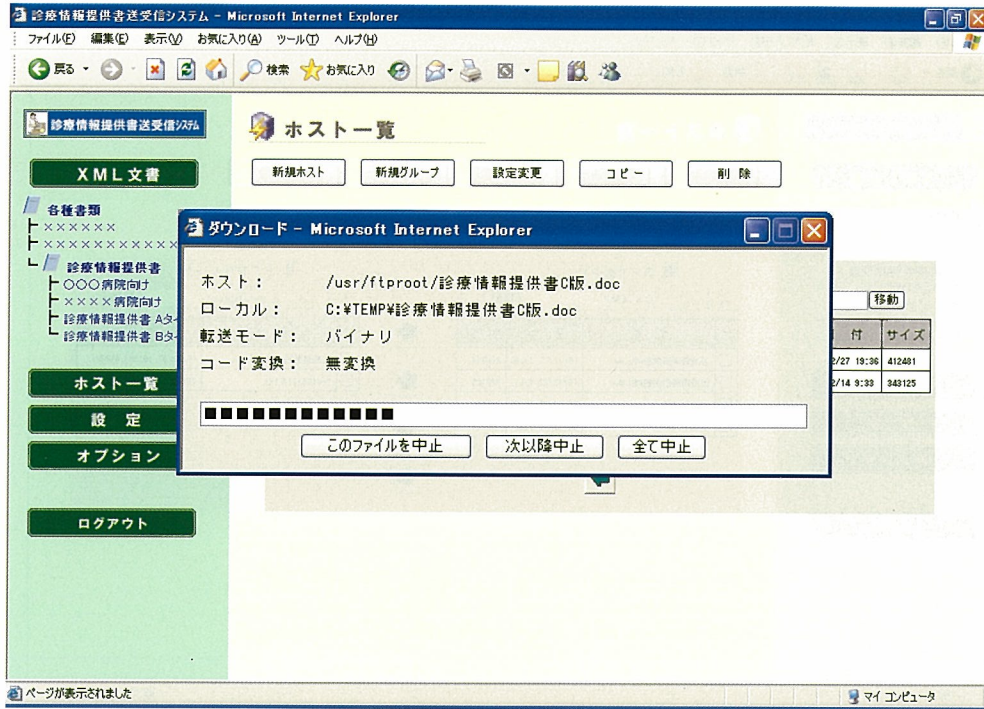 診療情報提供書送受信システム - Microsoft Internet Explorer
ファイル(F) 編集(E) 表示(V) お気に入り(A) ツール(T) ヘルプ(H)
戻る 検索 お気に入り
診療情報提供書送受信システム
ホスト一覧
XML文書
新規ホスト 新規グループ 設定変更 コピー 削 除
各種書類
××××××
×××××××××××
診療情報提供書
○○○病院向け
××××病院向け
診療情報提供書 Aタイ
診療情報提供書 Bタ
ホスト一覧
設 定
オプション
ログアウト
移動
付 サイズ
2/27 19:36 412481
2/14 9:33 343125
ダウンロード - Microsoft Internet Explorer
ホスト: /usr/ftproot/診療情報提供書C版.doc
ローカル: C:¥TEMP¥診療情報提供書C版.doc
転送モード: バイナリ
コード変換: 無変換
このファイルを中止 次以降中止 全て中止
ページが表示されました
マイ コンピュータ